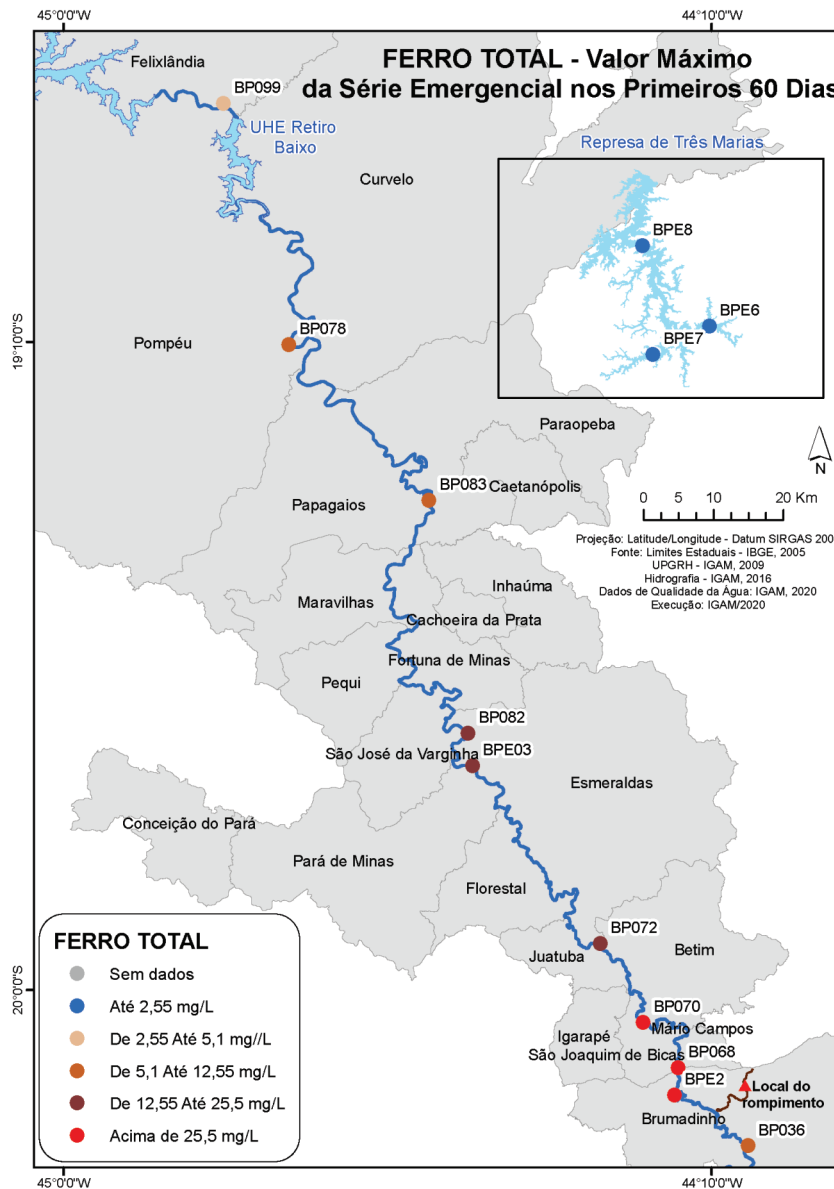 45°0'0"W
44°10'0"W
FERRO TOTAL - Valor Máximo
da Série Emergencial nos Primeiros 60 Dias
Felixlândia
BP099
UHE Retiro
Baixo
Represa de Três Marias
Curvelo
BPE8
BPE6
BPE7
19°10'0"S
Pompéu
BP078
Paraopeba
N
BP083
Caetanópolis
Papagaios
0 5 10 20 Km
Projeção: Latitude/Longitude - Datum SIRGAS 200
Fonte: Limites Estaduais - IBGE, 2005
UPGRH - IGAM, 2009
Hidrografia - IGAM, 2016
Dados de Qualidade da Água: IGAM, 2020
Execução: IGAM/2020
Inhaúma
Maravilhas
Cachoeira da Prata
Fortuna de Minas
Pequi
BP082
São José da Varginha
BPE03
Esmeraldas
Conceição do Pará
Pará de Minas
Florestal
BP072
Juatuba
Betim
20°0'0"S
BP070
Mário Campos
Igarapé
São Joaquim de Bicas
BP068
BPE2
Local do
rompimento
Brumadinho
BP036
FERRO TOTAL
Sem dados
Até 2,55 mg/L
De 2,55 Até 5,1 mg//L
De 5,1 Até 12,55 mg/L
De 12,55 Até 25,5 mg/L
Acima de 25,5 mg/L
45°0'0"W
44°10'0"W